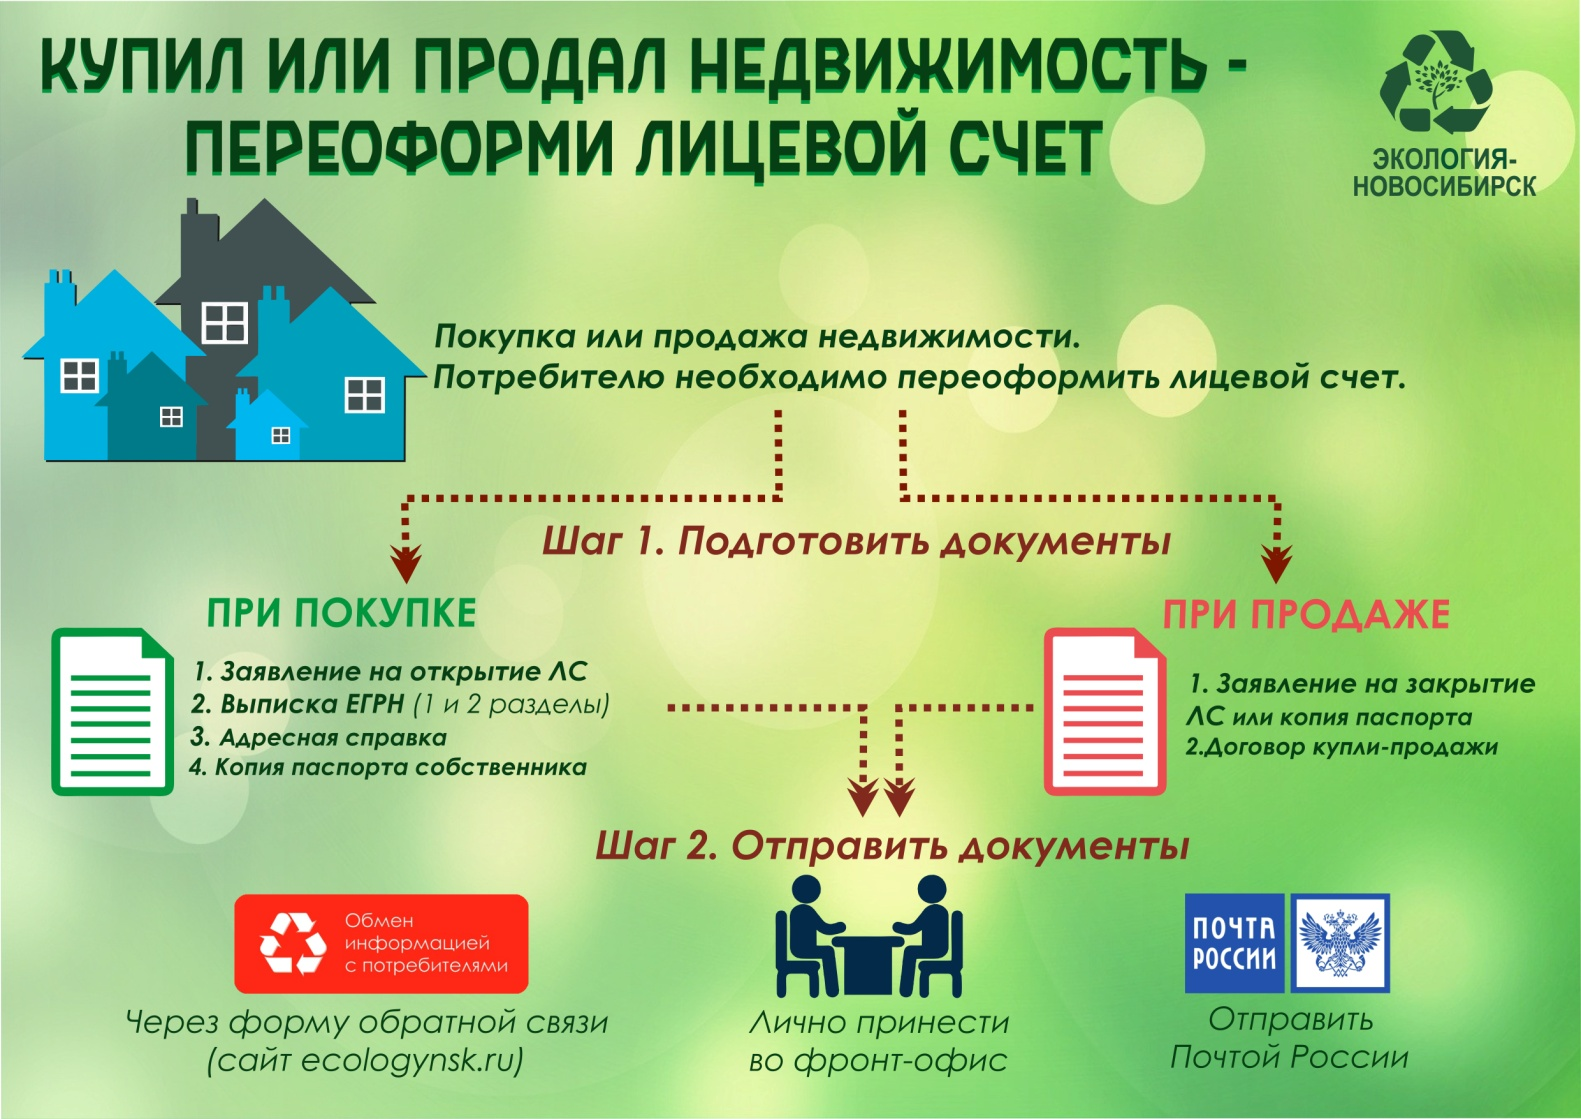 КУПИЛ ИЛИ ПРОДАЛ НЕДВИЖИМОСТЬ -
ПЕРЕОФОРМИ ЛИЦЕВОЙ СЧЕТ
ЭКОЛОГИЯ-
НОВОСИБИРСК
Покупка или продажа недвижимости.
Потребителю необходимо переоформить лицевой счет.
Шаг 1. Подготовить документы
ПРИ ПОКУПКЕ
1. Заявление на открытие ЛС
2. Выписка ЕГРН (1 и 2 разделы)
3. Адресная справка
4. Копия паспорта собственника
ПРИ ПРОДАЖЕ
1. Заявление на закрытие
ЛС или копия паспорта
2.Договор купли-продажи
Шаг 2. Отправить документы
Обмен
информацией
с потребителями
Через форму обратной связи
(сайт ecologynsk.ru)
Лично принести
во фронт-офис
ПОЧТА
РОССИИ
Отправить
Почтой России